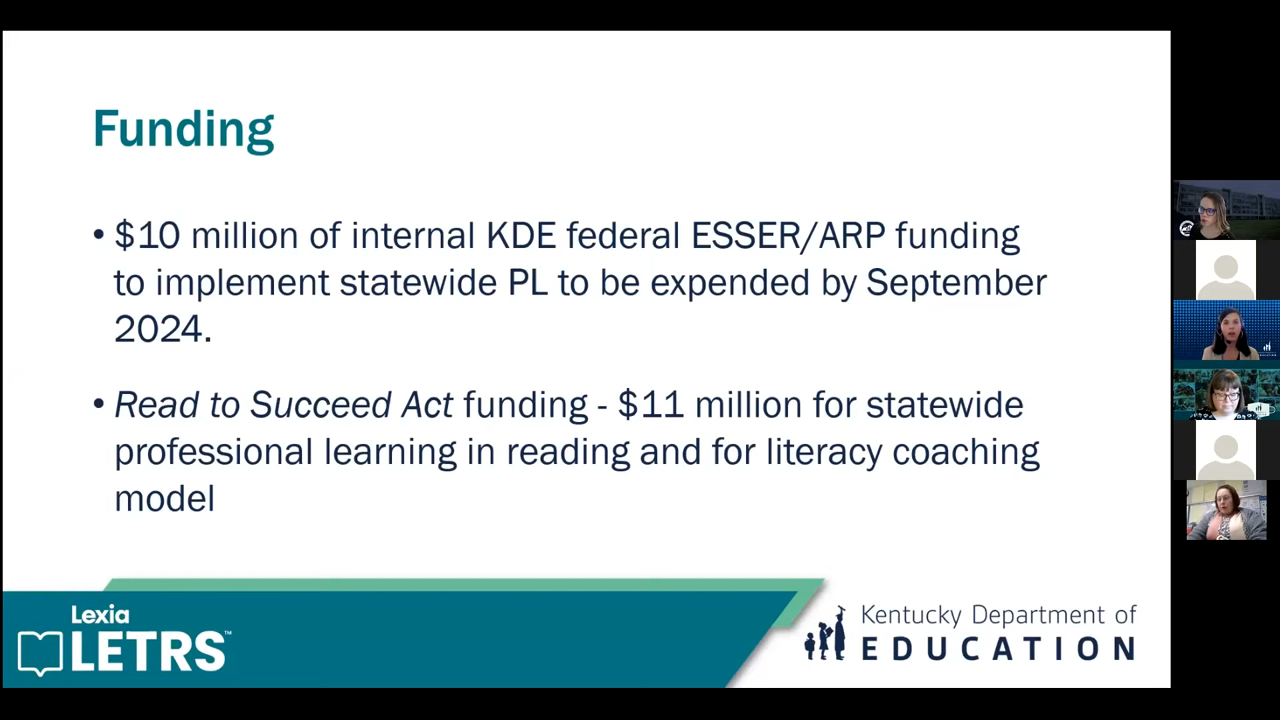 Funding
• $10 million of internal KDE federal ESSER/ARP funding
to implement statewide PL to be expended by September
2024.
• Read to Succeed Act funding - $11 million for statewide
professional learning in reading and for literacy coaching
model
Lexia
LETRS™
Kentucky Department of
EDUCATION